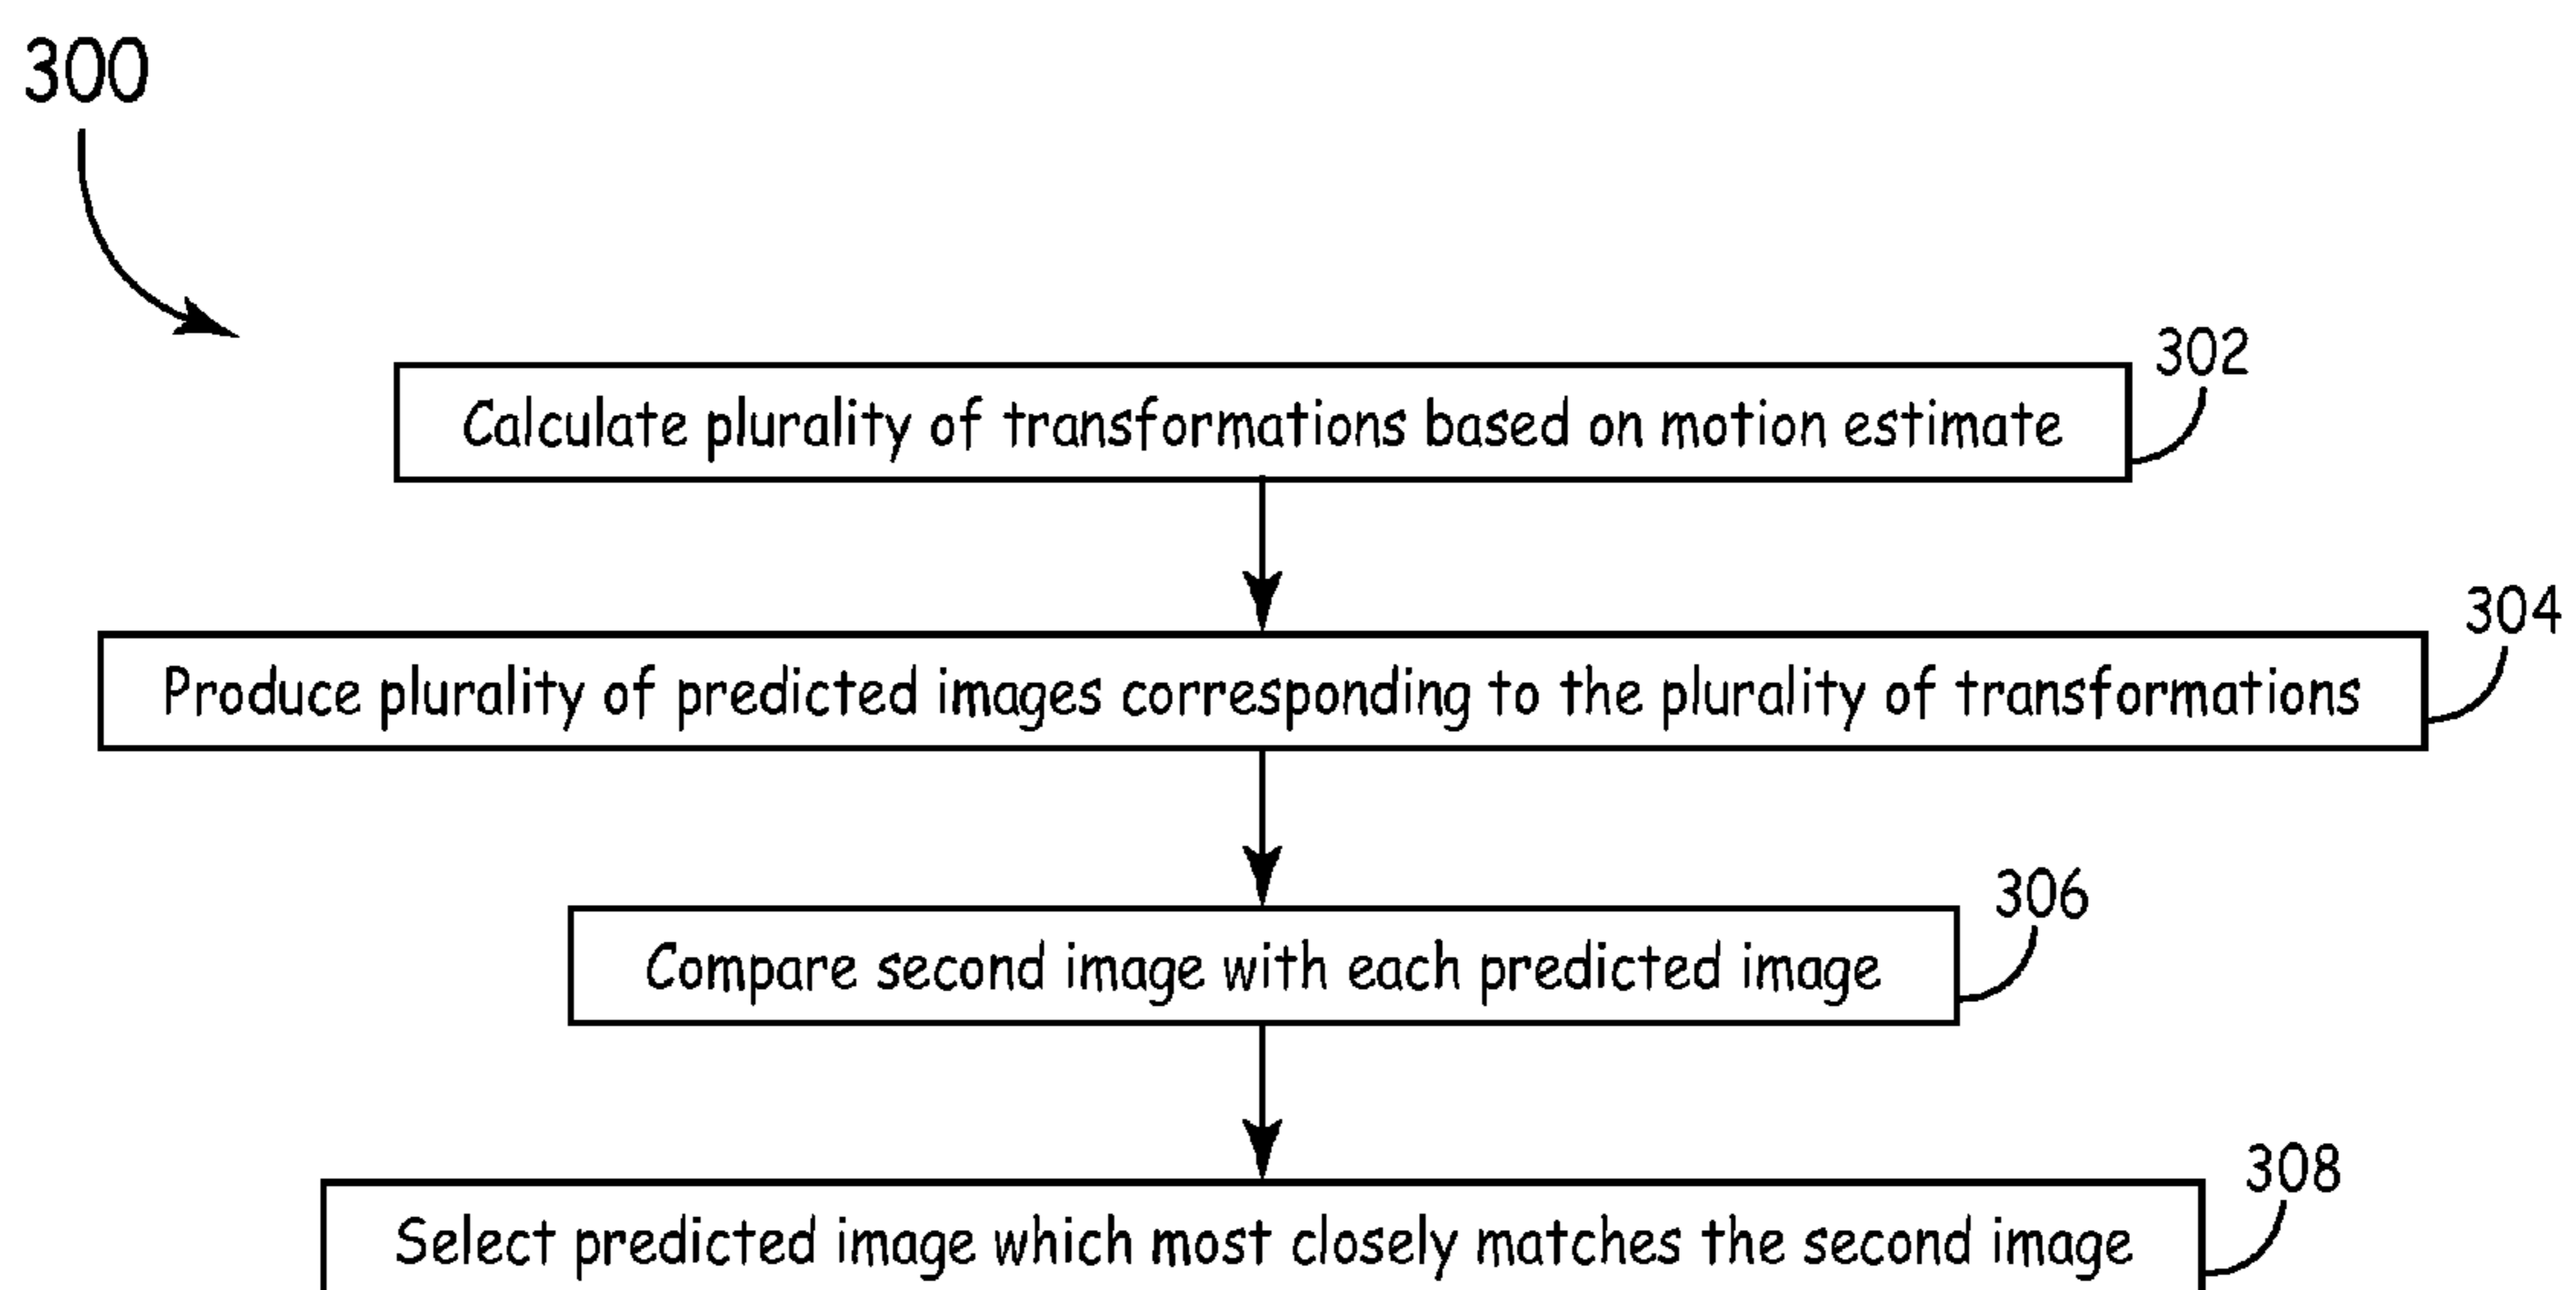 300
302
Calculate plurality of transformations based on motion estimate
304
Produce plurality of predicted images corresponding to the plurality of transformations
306
Compare second image with each predicted image
308
Select predicted image which most closely matches the second image